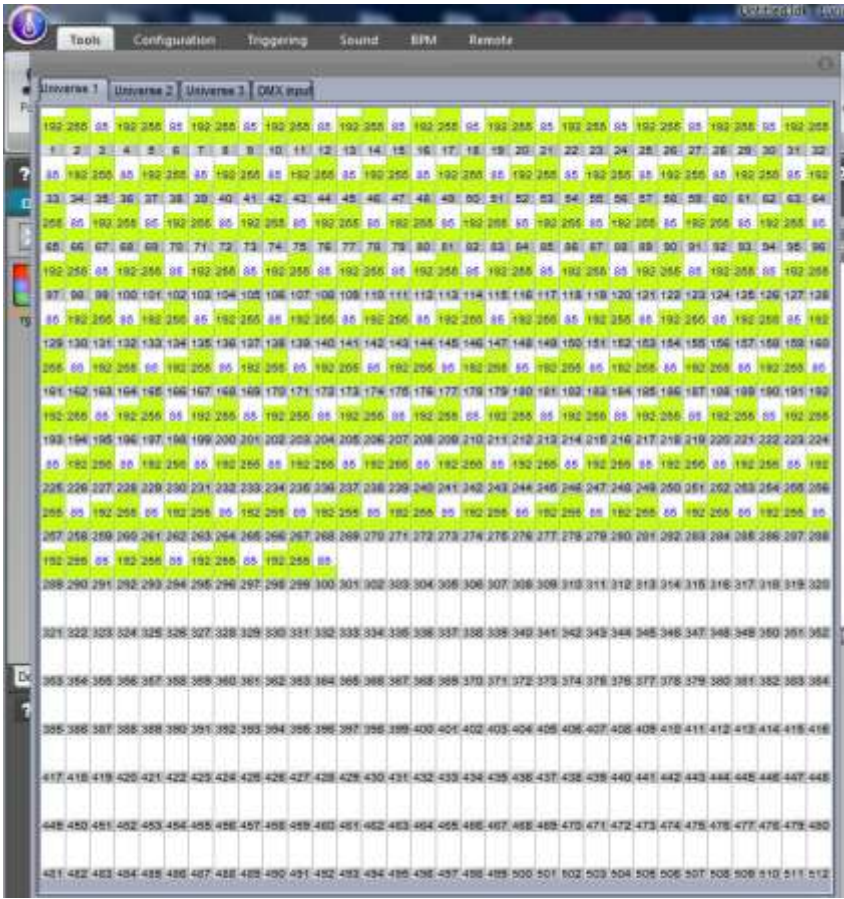 Tools Configuration Triggering Sound BPM Remote
Universe 1 Universe 2 Universe 3 DMX input
192 255 85 192 255 85 192 255 85 192 255 85 192 255 85 192 255 85 192 255 85 192 255 85 192 255 85 192 255 85 192 255
1 2 3 4 5 6 7 8 9 10 11 12 13 14 15 16 17 18 19 20 21 22 23 24 25 26 27 28 29 30 31 32
85 192 255 85 192 255 85 192 255 85 192 255 85 192 255 85 192 255 85 192 255 85 192 255 85 192 255 85 192 255 85 192
33 34 35 36 37 38 39 40 41 42 43 44 45 46 47 48 49 50 51 52 53 54 55 56 57 58 59 60 61 62 63 64
255 85 192 255 85 192 255 85 192 255 85 192 255 85 192 255 85 192 255 85 192 255 85 192 255 85 192 255 85 192 255 85
65 66 67 68 69 70 71 72 73 74 75 76 77 78 79 80 81 82 83 84 85 86 87 88 89 90 91 92 93 94 95 96
192 255 85 192 255 85 192 255 85 192 255 85 192 255 85 192 255 85 192 255 85 192 255 85 192 255 85 192 255 85 192 255
97 98 99 100 101 102 103 104 105 106 107 108 109 110 111 112 113 114 115 116 117 118 119 120 121 122 123 124 125 126 127 128
85 192 255 85 192 255 85 192 255 85 192 255 85 192 255 85 192 255 85 192 255 85 192 255 85 192 255 85 192 255 85 192
129 130 131 132 133 134 135 136 137 138 139 140 141 142 143 144 145 146 147 148 149 150 151 152 153 154 155 156 157 158 159 160
255 85 192 255 85 192 255 85 192 255 85 192 255 85 192 255 85 192 255 85 192 255 85 192 255 85 192 255 85 192 255 85
161 162 163 164 165 166 167 168 169 170 171 172 173 174 175 176 177 178 179 180 181 182 183 184 185 186 187 188 189 190 191 192
192 255 85 192 255 85 192 255 85 192 255 85 192 255 85 192 255 85 192 255 85 192 255 85 192 255 85 192 255 85 192 255
193 194 195 196 197 198 199 200 201 202 203 204 205 206 207 208 209 210 211 212 213 214 215 216 217 218 219 220 221 222 223 224
85 192 255 85 192 255 85 192 255 85 192 255 85 192 255 85 192 255 85 192 255 85 192 255 85 192 255 85 192 255 85 192
225 226 227 228 229 230 231 232 233 234 235 236 237 238 239 240 241 242 243 244 245 246 247 248 249 250 251 252 253 254 255 256
255 85 192 255 85 192 255 85 192 255 85 192 255 85 192 255 85 192 255 85 192 255 85 192 255 85 192 255 85 192 255 85
257 258 259 260 261 262 263 264 265 266 267 268 269 270 271 272 273 274 275 276 277 278 279 280 281 282 283 284 285 286 287 288
192 255 85 192 255 85 192 255 85 192 255 85
289 290 291 292 293 294 295 296 297 298 299 300 301 302 303 304 305 306 307 308 309 310 311 312 313 314 315 316 317 318 319 320
321 322 323 324 325 326 327 328 329 330 331 332 333 334 335 336 337 338 339 340 341 342 343 344 345 346 347 348 349 350 351 352
353 354 355 356 357 358 359 360 361 362 363 364 365 366 367 368 369 370 371 372 373 374 375 376 377 378 379 380 381 382 383 384
385 386 387 388 389 390 391 392 393 394 395 396 397 398 399 400 401 402 403 404 405 406 407 408 409 410 411 412 413 414 415 416
417 418 419 420 421 422 423 424 425 426 427 428 429 430 431 432 433 434 435 436 437 438 439 440 441 442 443 444 445 446 447 448
449 450 451 452 453 454 455 456 457 458 459 460 461 462 463 464 465 466 467 468 469 470 471 472 473 474 475 476 477 478 479 480
481 482 483 484 485 486 487 488 489 490 491 492 493 494 495 496 497 498 499 500 501 502 503 504 505 506 507 508 509 510 511 512